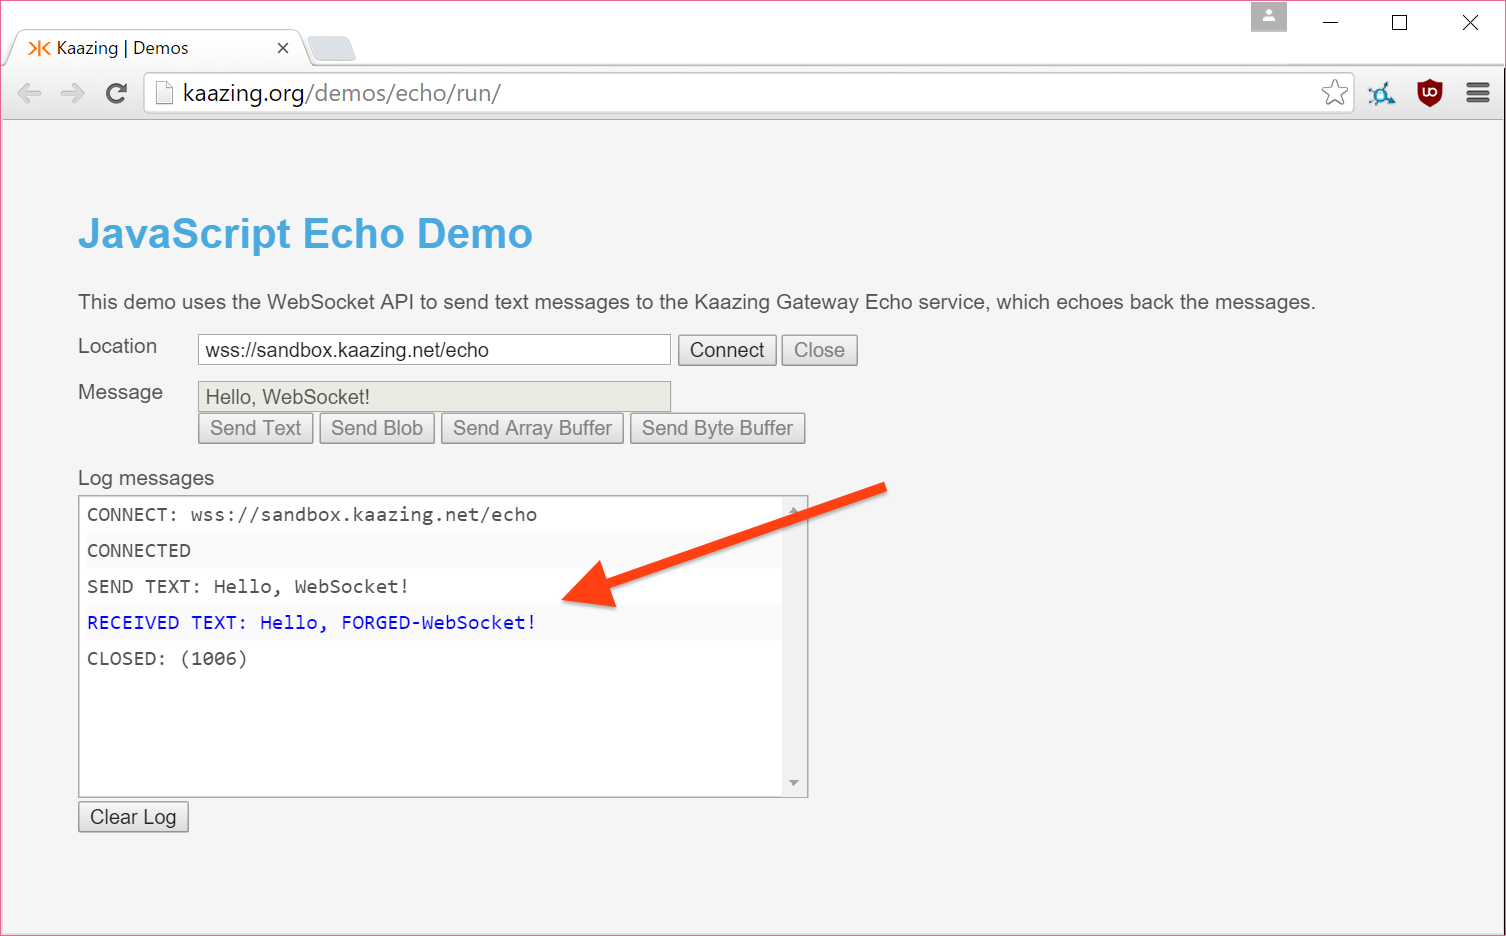 Kaazing | Demos
kaazing.org/demos/echo/run/
JavaScript Echo Demo
This demo uses the WebSocket API to send text messages to the Kaazing Gateway Echo service, which echoes back the messages.
Location wss://sandbox.kaazing.net/echo Connect Close
Message Hello, WebSocket!
Send Text Send Blob Send Array Buffer Send Byte Buffer
Log messages
CONNECT: wss://sandbox.kaazing.net/echo
CONNECTED
SEND TEXT: Hello, WebSocket!
RECEIVED TEXT: Hello, FORGED-WebSocket!
CLOSED: (1006)
Clear Log